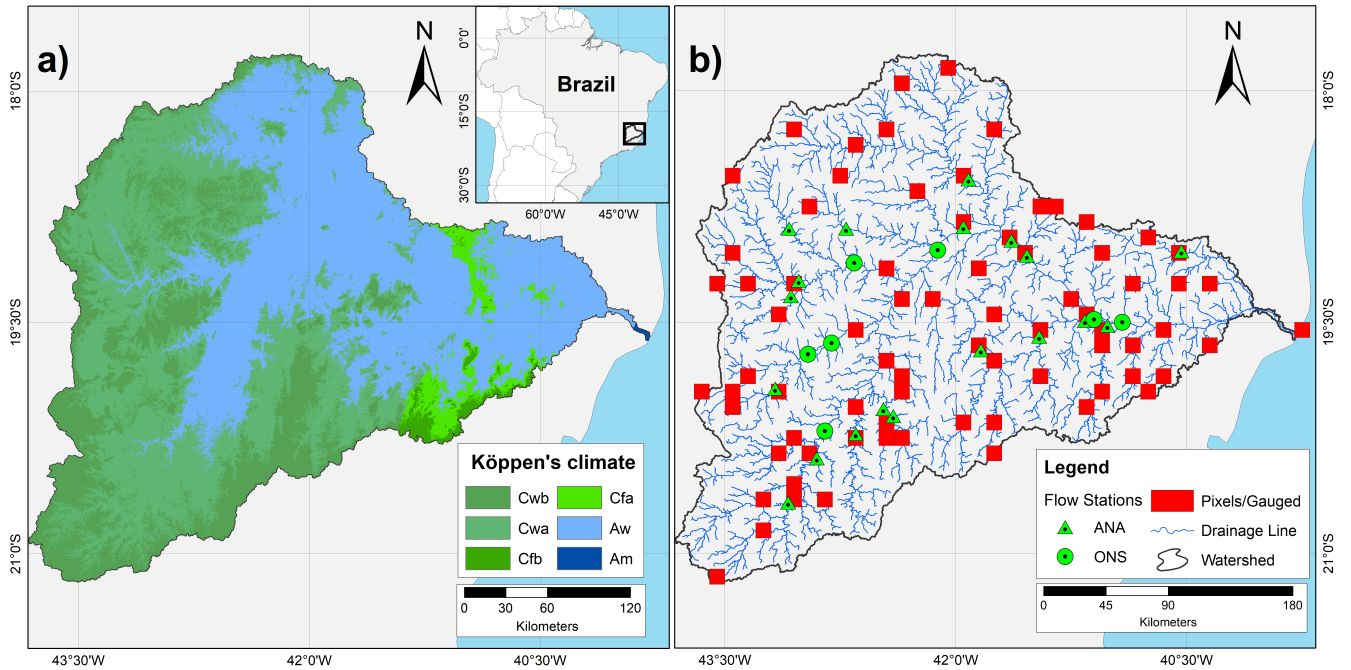 a)
N
Brazil
0°0'
15°0'S
30°0'S
60°0'W
45°0'W
18°0'S
19°30'S
21°0'S
Köppen's climate
Cwb
Cfa
Cwa
Aw
Cfb
Am
0
30
60
120
Kilometers
43°30'W
42°0'W
40°30'W
b)
N
18°0'S
19°30'S
21°0'S
Legend
Flow Stations
Pixels/Gauged
ANA
Drainage Line
ONS
Watershed
0
45
90
180
Kilometers
43°30'W
42°0'W
40°30'W